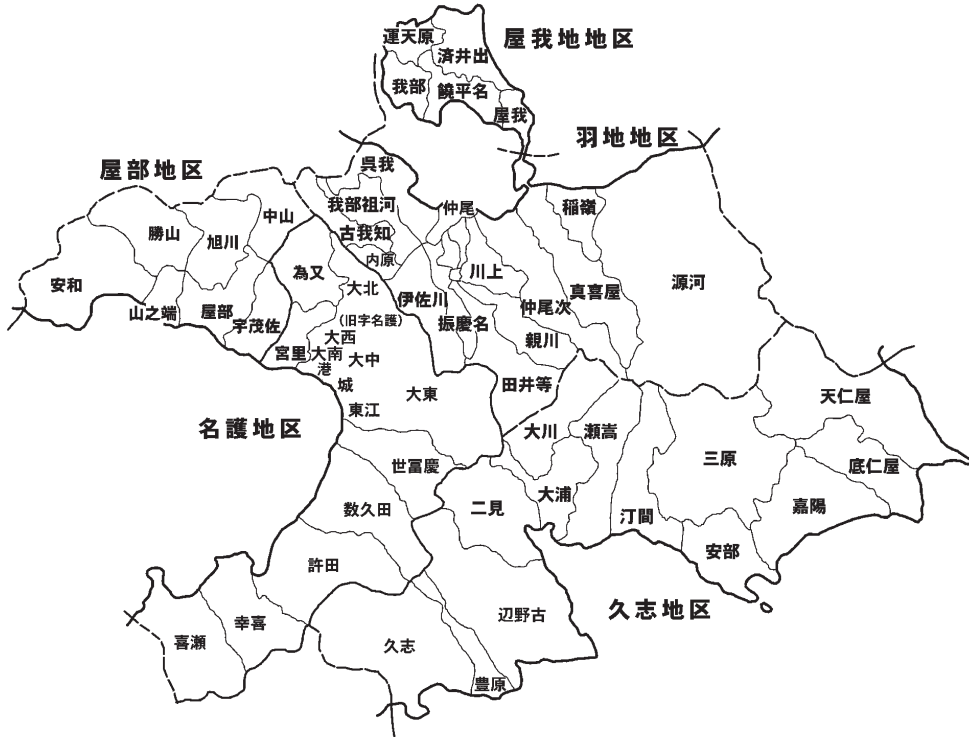 運天原
屋我地地区
済井出
我部
饒平名
屋我
羽地地区
呉我
屋部地区
我部祖河
仲尾
稲嶺
中山
勝山
旭川
古我知
内原
川上
為又
源河
安和
大北
伊佐川
真喜屋
仲尾次
山之端
屋部
宇茂佐
(旧字名護)
振慶名
大西
親川
宮里
大南
大中
港
城
大東
田井等
天仁屋
東江
名護地区
大川
瀬嵩
三原
世冨慶
底仁屋
大浦
二見
数久田
汀間
嘉陽
安部
許田
久志地区
辺野古
幸喜
喜瀬
久志
豊原